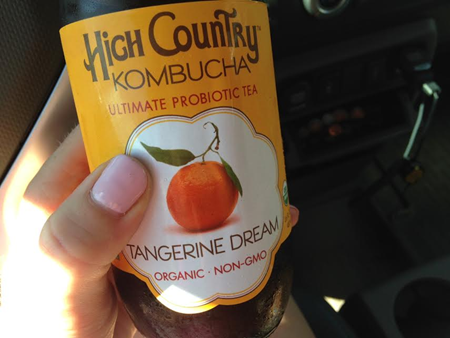 HIGH COUNTRY
KOMBUCHA
ULTIMATE PROBIOTIC TEA
TANGERINE DREAM
ORGANIC · NON-GMO